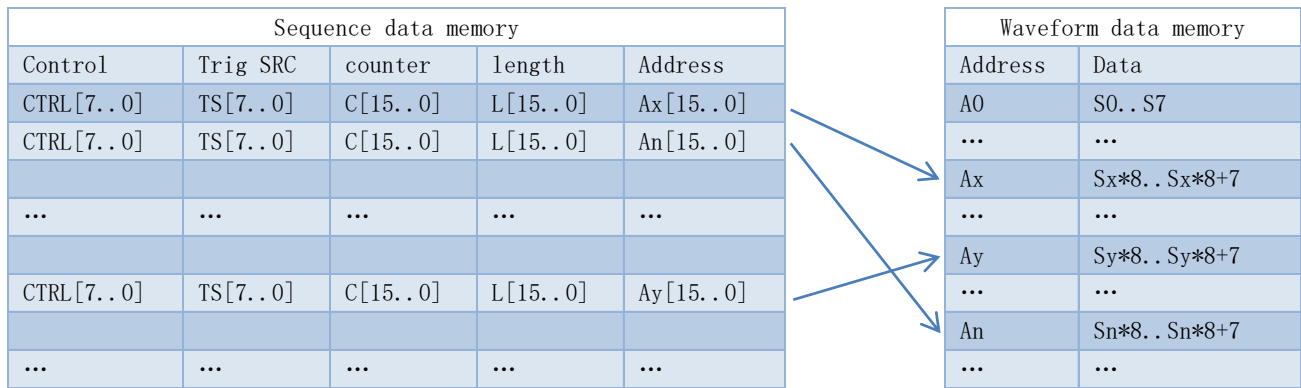 Sequence data memory
Control Trig SRC counter length Address
CTRL[7..0] TS[7..0] C[15..0] L[15..0] Ax[15..0]
CTRL[7..0] TS[7..0] C[15..0] L[15..0] An[15..0]
… … … … …
CTRL[7..0] TS[7..0] C[15..0] L[15..0] Ay[15..0]
… … … … …
Waveform data memory
Address Data
A0 S0..S7
… …
Ax Sx*8..Sx*8+7
… …
Ay Sy*8..Sy*8+7
… …
An Sn*8..Sn*8+7
… …